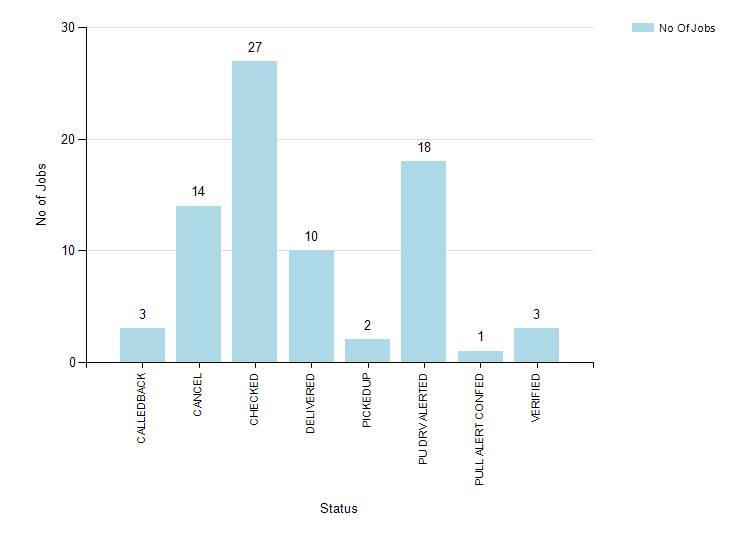 No Of Jobs
30
20
10
0
No of Jobs
3
14
27
10
2
18
1
3
CALLEDBACK
CANCEL
CHECKED
DELIVERED
PICKEDUP
PU DRV ALERTED
PULL ALERT CONFED
VERIFIED
Status